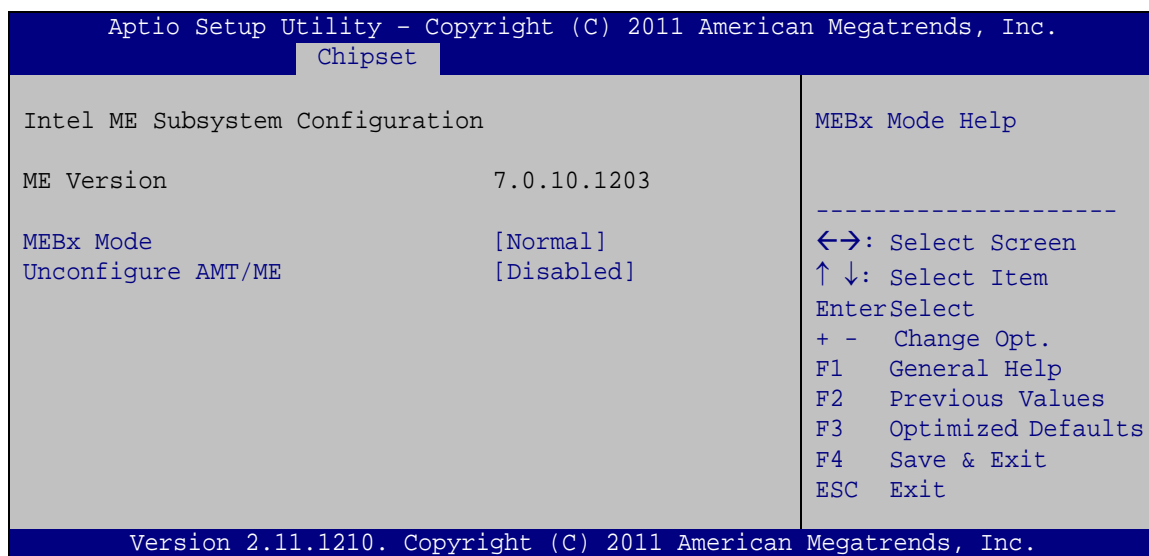 Aptio Setup Utility – Copyright (C) 2011 American Megatrends, Inc.
Chipset
Intel ME Subsystem Configuration
ME Version 7.0.10.1203
MEBx Mode [Normal]
Unconfigure AMT/ME [Disabled]
MEBx Mode Help
---------------------
←→: Select Screen
↑ ↓: Select Item
EnterSelect
+ - Change Opt.
F1 General Help
F2 Previous Values
F3 Optimized Defaults
F4 Save & Exit
ESC Exit
Version 2.11.1210. Copyright (C) 2011 American Megatrends, Inc.